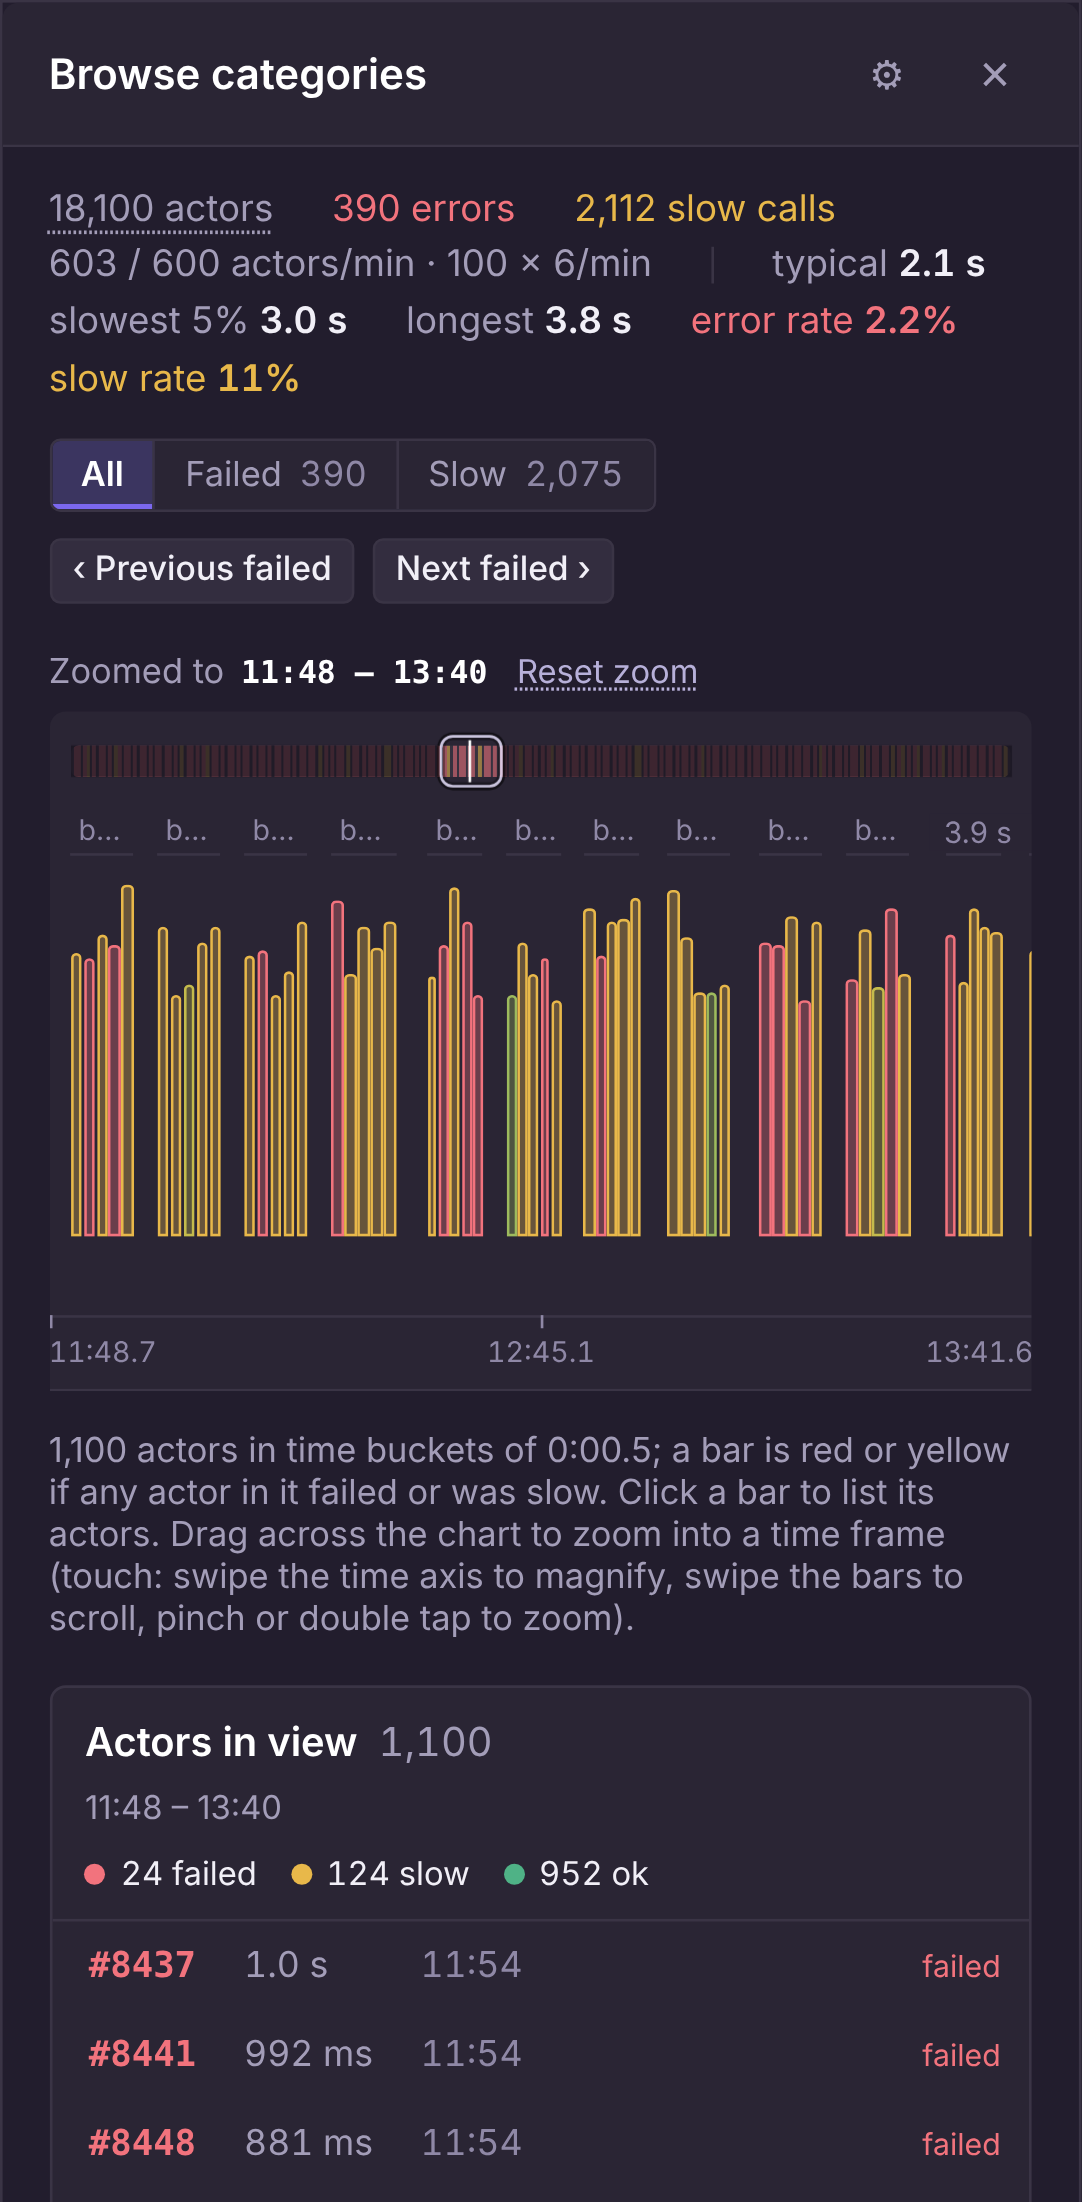 Browse categories
18,100 actors 390 errors 2,112 slow calls
603 / 600 actors/min · 100 × 6/min typical 2.1 s
slowest 5% 3.0 s longest 3.8 s error rate 2.2%
slow rate 11%
All Failed 390 Slow 2,075
‹ Previous failed Next failed ›
Zoomed to 11:48 – 13:40 Reset zoom
b... b... b... b... b... b... b... b... b... b... 3.9 s
11:48.7 12:45.1 13:41.6
1,100 actors in time buckets of 0:00.5; a bar is red or yellow
if any actor in it failed or was slow. Click a bar to list its
actors. Drag across the chart to zoom into a time frame
(touch: swipe the time axis to magnify, swipe the bars to
scroll, pinch or double tap to zoom).
Actors in view 1,100
11:48 – 13:40
24 failed 124 slow 952 ok
#8437 1.0 s 11:54 failed
#8441 992 ms 11:54 failed
#8448 881 ms 11:54 failed